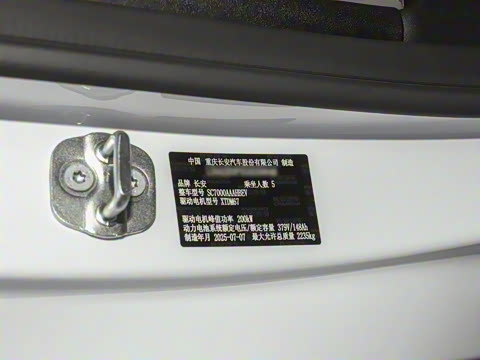 中国 重庆长安汽车股份有限公司 制造
品牌 长安 乘坐人数 5
整车型号 SC7000AAAHBEV
驱动电机型号 XTDM67
驱动电机峰值功率 200kW
动力电池系统额定电压/额定容量 379V/148Ah
制造年月 2025-07-07 最大允许总质量 2235kg